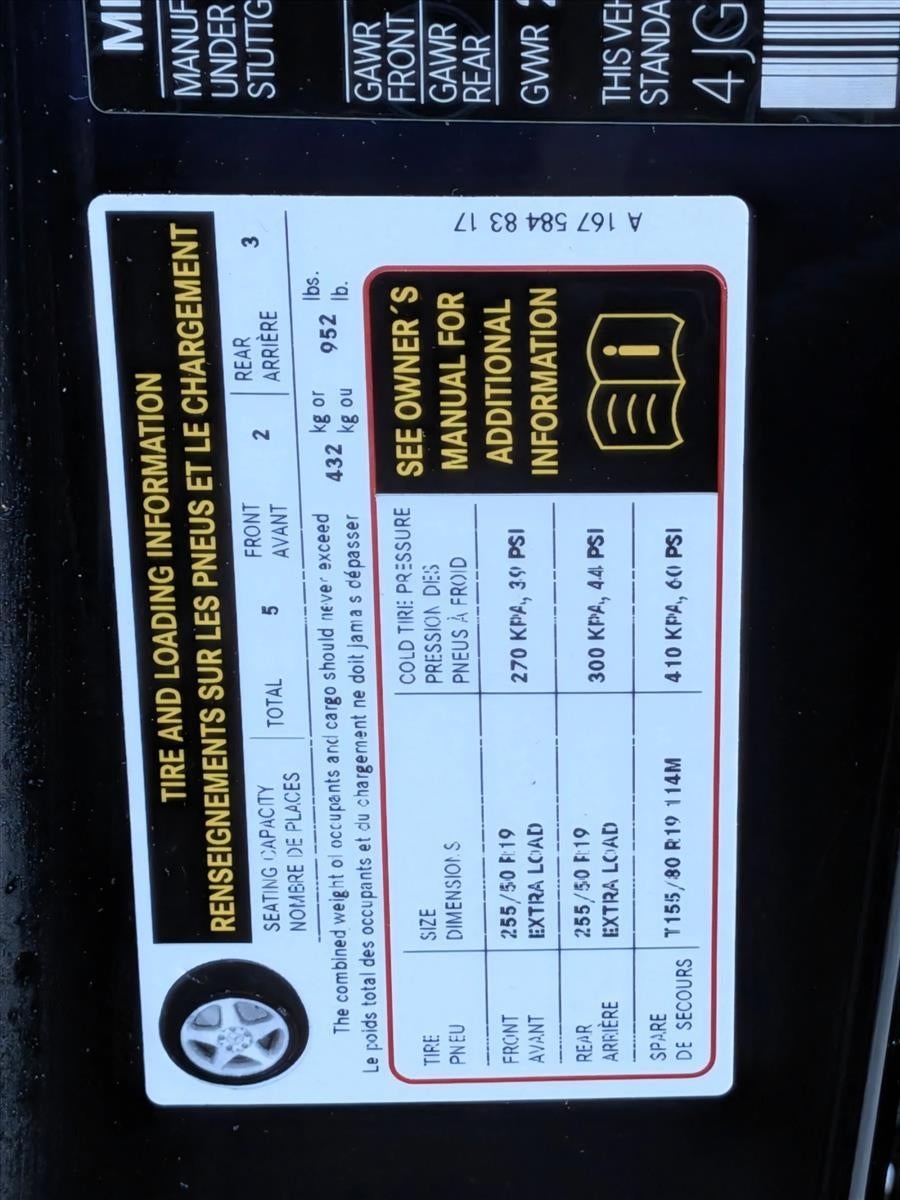 TIRE AND LOADING INFORMATION
RENSEIGNEMENTS SUR LES PNEUS ET LE CHARGEMENT
SEATING CAPACITY TOTAL 5 FRONT 2 REAR 3
NOMBRE DE PLACES AVANT ARRIÈRE
The combined weight of occupants and cargo should never exceed 432 kg or 952 lbs.
Le poids total des occupants et du chargement ne doit jamais dépasser kg ou lb.
TIRE SIZE COLD TIRE PRESSURE
PNEU DIMENSIONS PRESSION DES
PNEUS À FROID
FRONT 255/50 R19 270 KPA, 39 PSI
AVANT EXTRA LOAD
REAR 255/50 R19 300 KPA, 44 PSI
ARRIÈRE EXTRA LOAD
SPARE T155/80 R19 114M 410 KPA, 60 PSI
DE SECOURS
SEE OWNER´S
MANUAL FOR
ADDITIONAL
INFORMATION
A 167 584 83 17
MANUF
UNDER
STUTTG
GAWR
FRONT
GAWR
REAR
GVWR
THIS VEH
STANDA
4JG